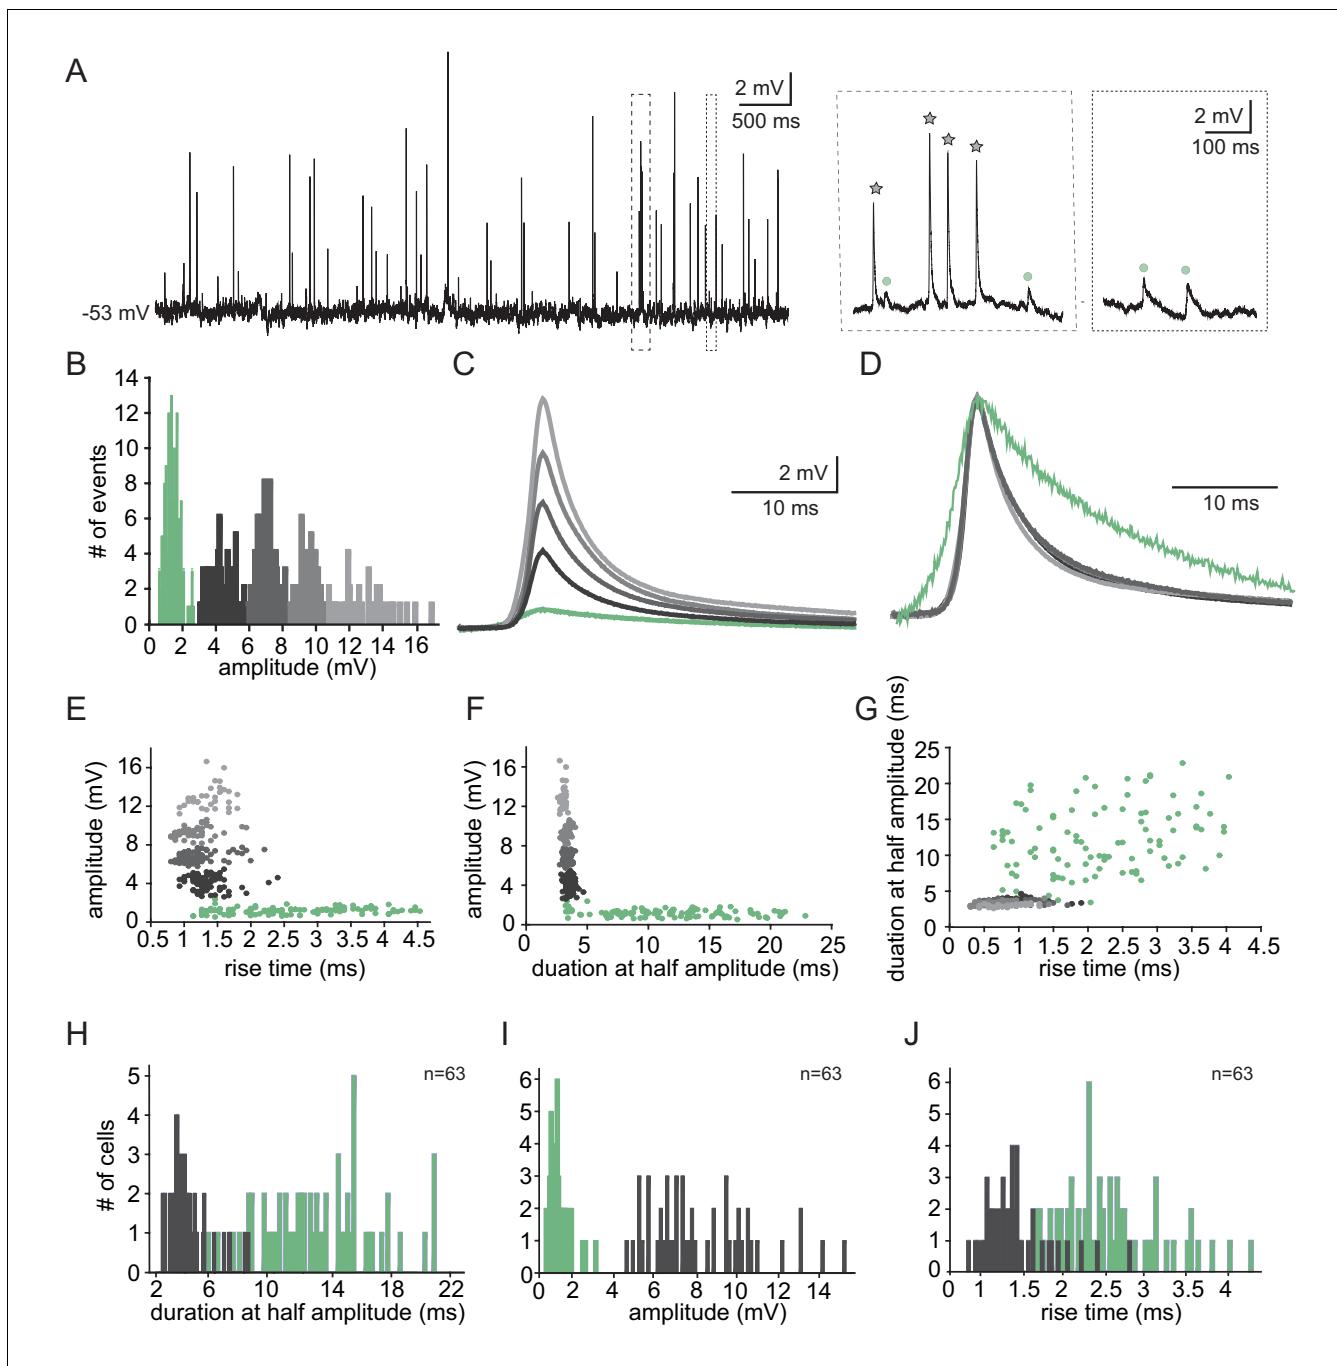 A
2 mV
500 ms
2 mV
100 ms
-53 mV
B
C
D
14
12
10
8
6
4
2
0
# of events
0 2 4 6 8 10 12 14 16
amplitude (mV)
2 mV
10 ms
10 ms
E
F
G
16
12
8
4
0
amplitude (mV)
0.5 1 1.5 2 2.5 3 3.5 4 4.5
rise time (ms)
16
12
8
4
0
amplitude (mV)
0 5 10 15 20 25
duation at half amplitude (ms)
25
20
15
10
5
0
duation at half amplitude (ms)
0 0.5 1 1.5 2 2.5 3 3.5 4 4.5
rise time (ms)
H
I
J
n=63
5
4
3
2
1
0
# of cells
2 6 10 14 18 22
duration at half amplitude (ms)
n=63
6
5
4
3
2
1
0
0 2 4 6 8 10 12 14
amplitude (mV)
n=63
6
5
4
3
2
1
0
0 1 1.5 2 2.5 3 3.5 4
rise time (ms)